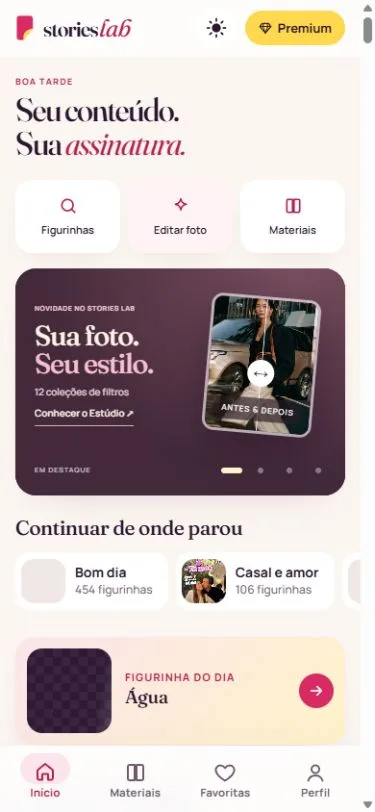 storieslab
Premium
BOA TARDE
Seu conteúdo.
Sua assinatura.
Figurinhas
Editar foto
Materiais
NOVIDADE NO STORIES LAB
Sua foto.
Seu estilo.
12 coleções de filtros
Conhecer o Estúdio ↗
ANTES & DEPOIS
EM DESTAQUE
Continuar de onde parou
Bom dia
454 figurinhas
Casal e amor
106 figurinhas
FIGURINHA DO DIA
Água
Início
Materiais
Favoritas
Perfil